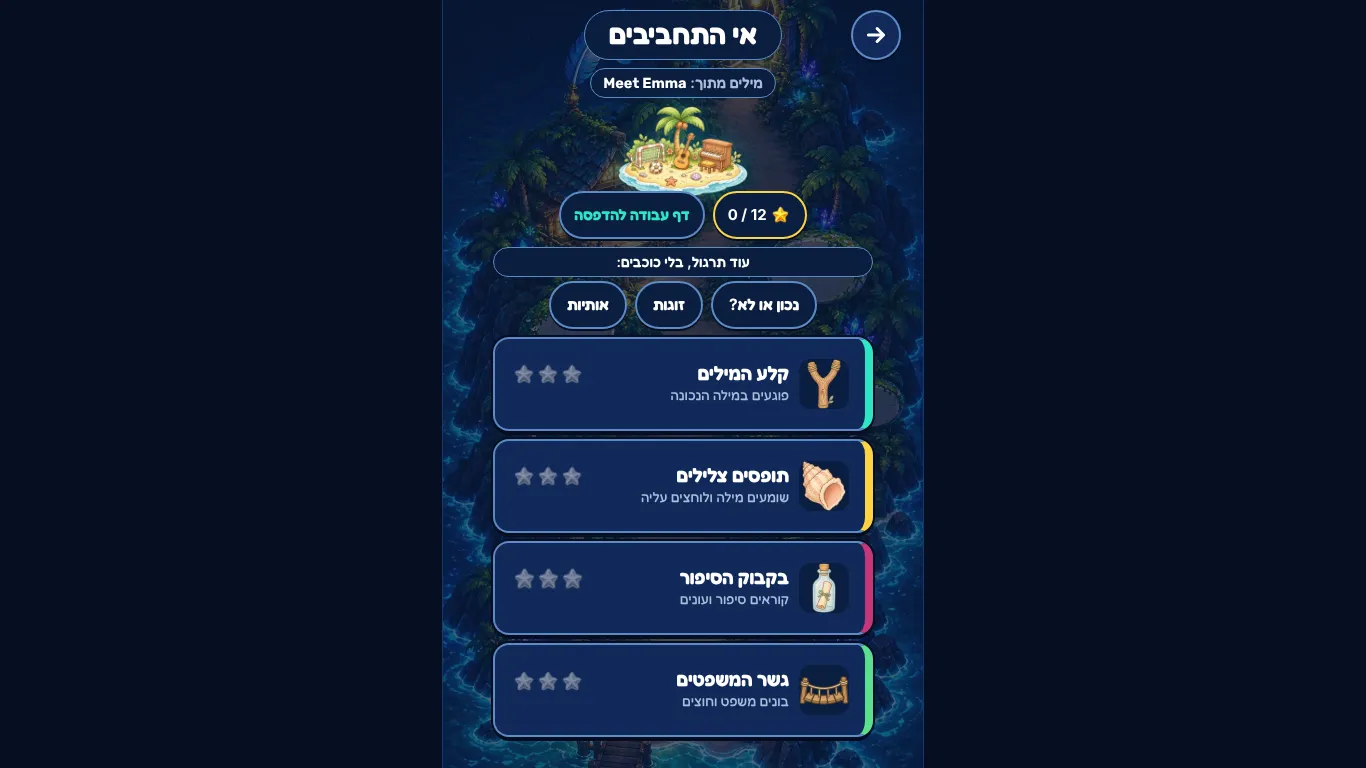 אי התחביבים
מילים מתוך: Meet Emma
0 / 12
דף עבודה להדפסה
עוד תרגול, בלי כוכבים:
נכון או לא?
זוגות
אותיות
קלע המילים
פוגעים במילה הנכונה
תופסים צלילים
שומעים מילה ולוחצים עליה
בקבוק הסיפור
קוראים סיפור ועונים
גשר המשפטים
בונים משפט וחוצים